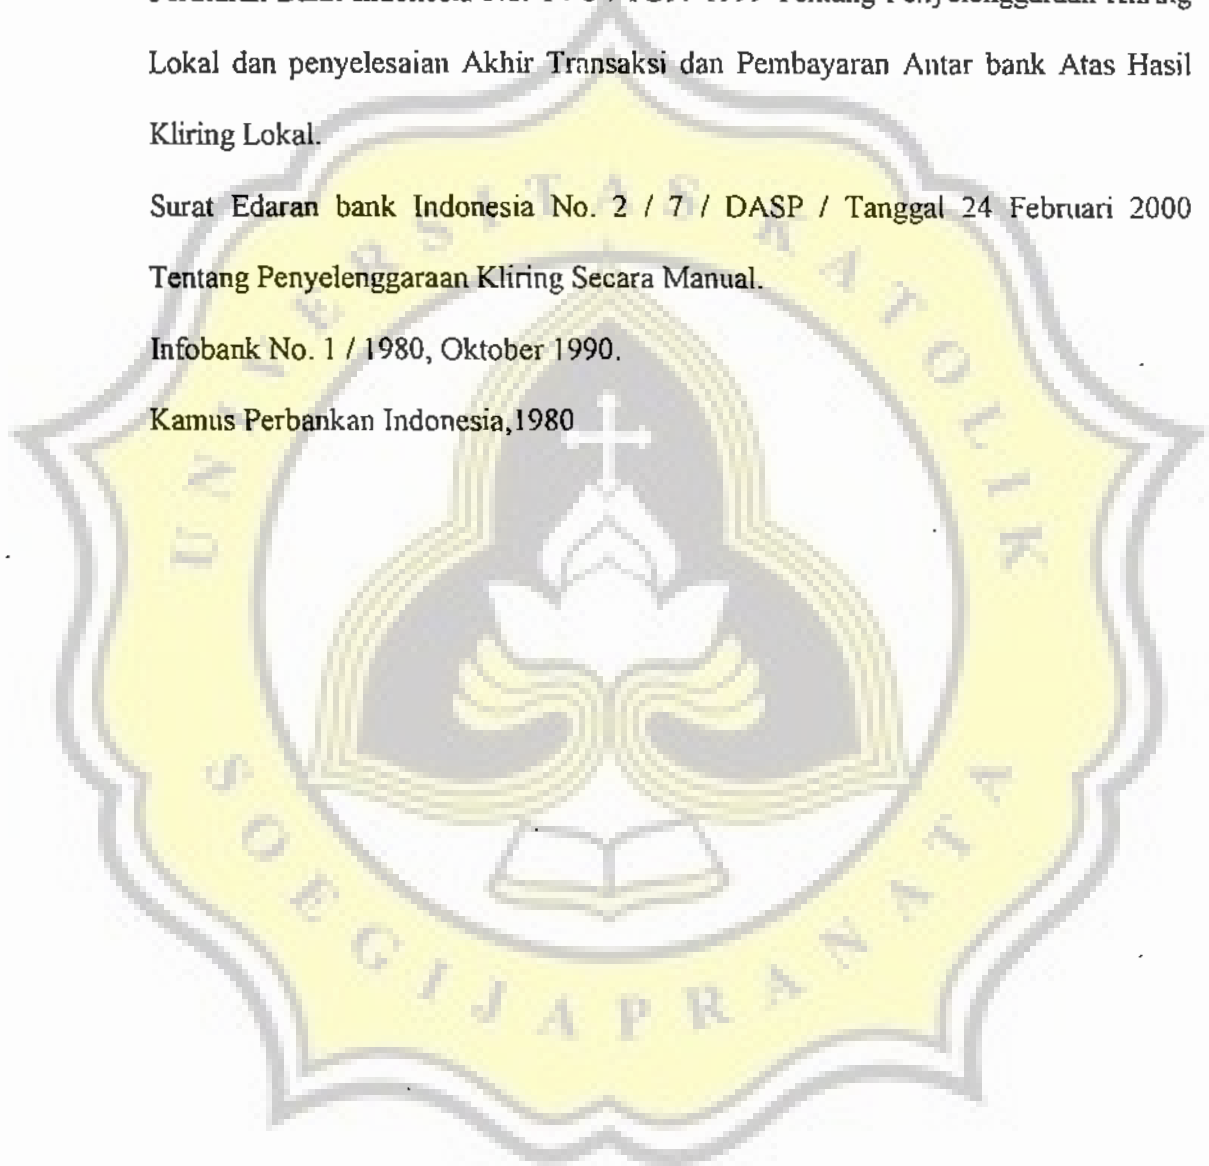 Lokal dan penyelesaian Akhir Transaksi dan Pembayaran Antar bank Atas Hasil
Kliring Lokal.
Surat Edaran bank Indonesia No. 2 / 7 / DASP / Tanggal 24 Februari 2000
Tentang Penyelenggaraan Kliring Secara Manual.
Infobank No. 1 / 1980, Oktober 1990.
Kamus Perbankan Indonesia,1980
UNIVERSITAS KATOLIK
SOEGIJAPRANATA